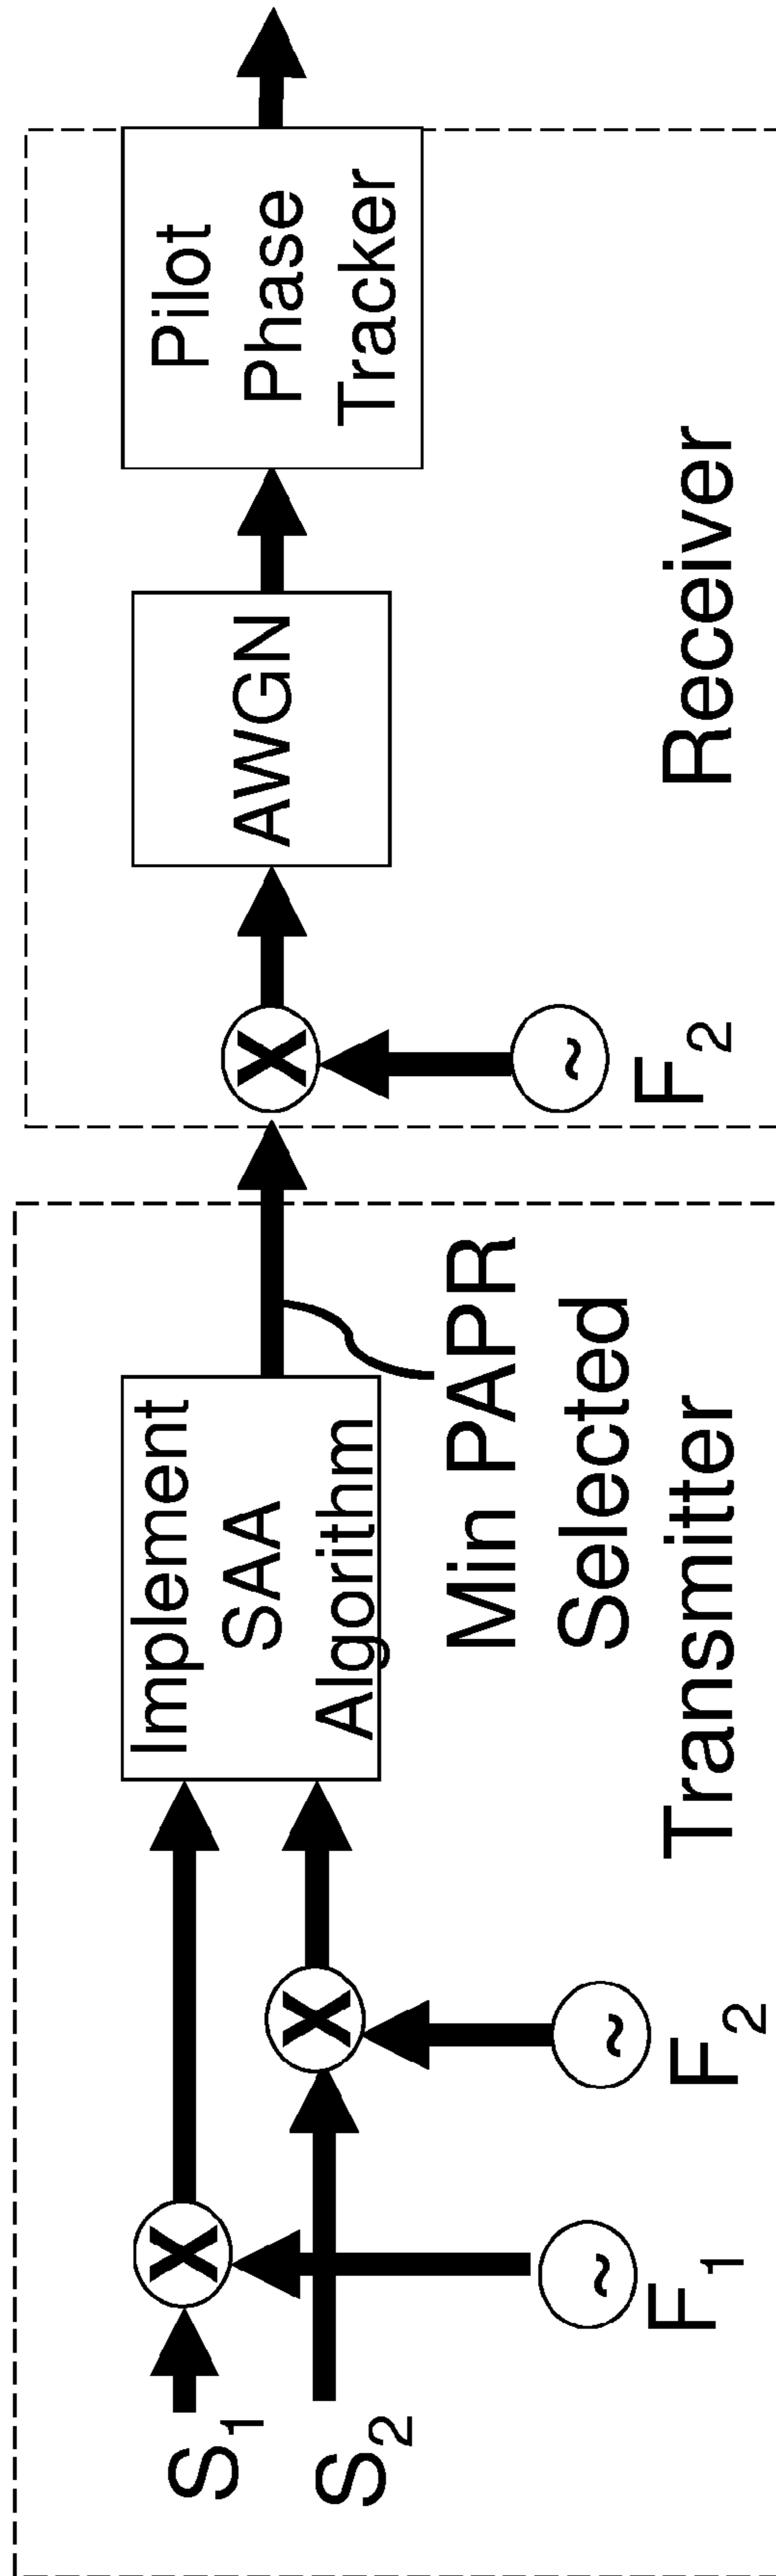 S1
S2
X
X
~
F1
~
F2
Implement
SAA
Algorithm
Min PAPR
Selected
Transmitter
X
~
F2
AWGN
Pilot
Phase
Tracker
Receiver